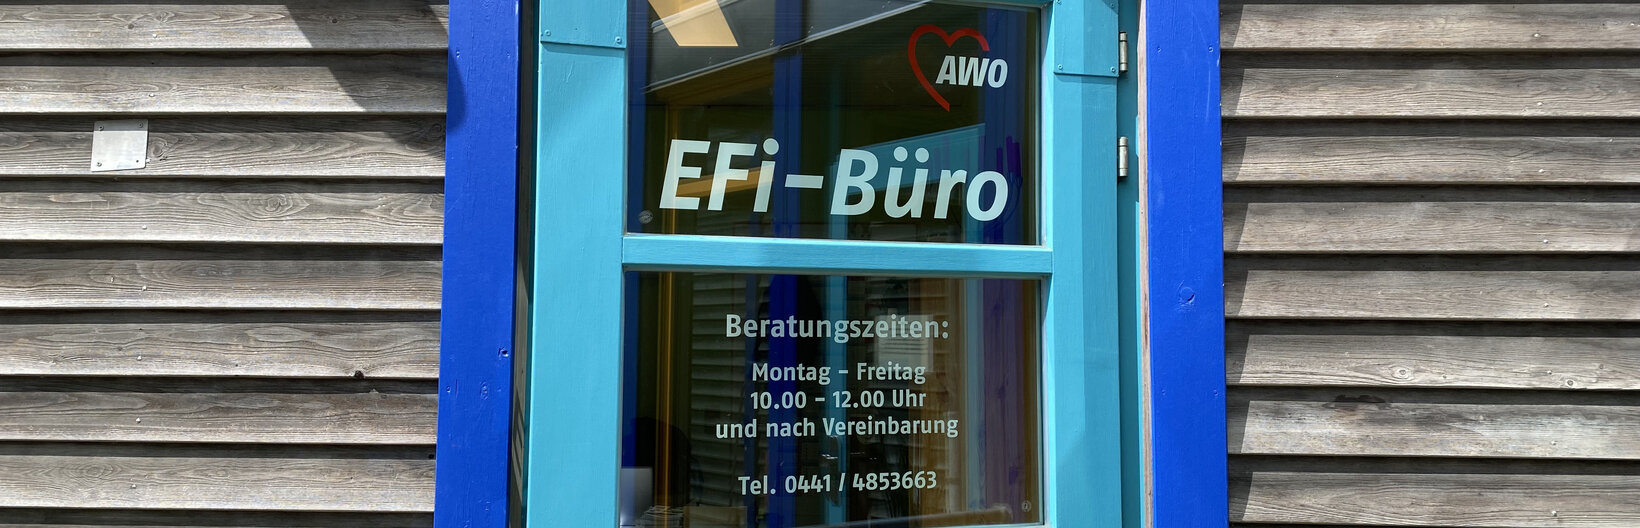 AWO
EFi-Büro
Beratungszeiten:
Montag - Freitag
10.00 - 12.00 Uhr
und nach Vereinbarung
Tel. 0441 / 4853663